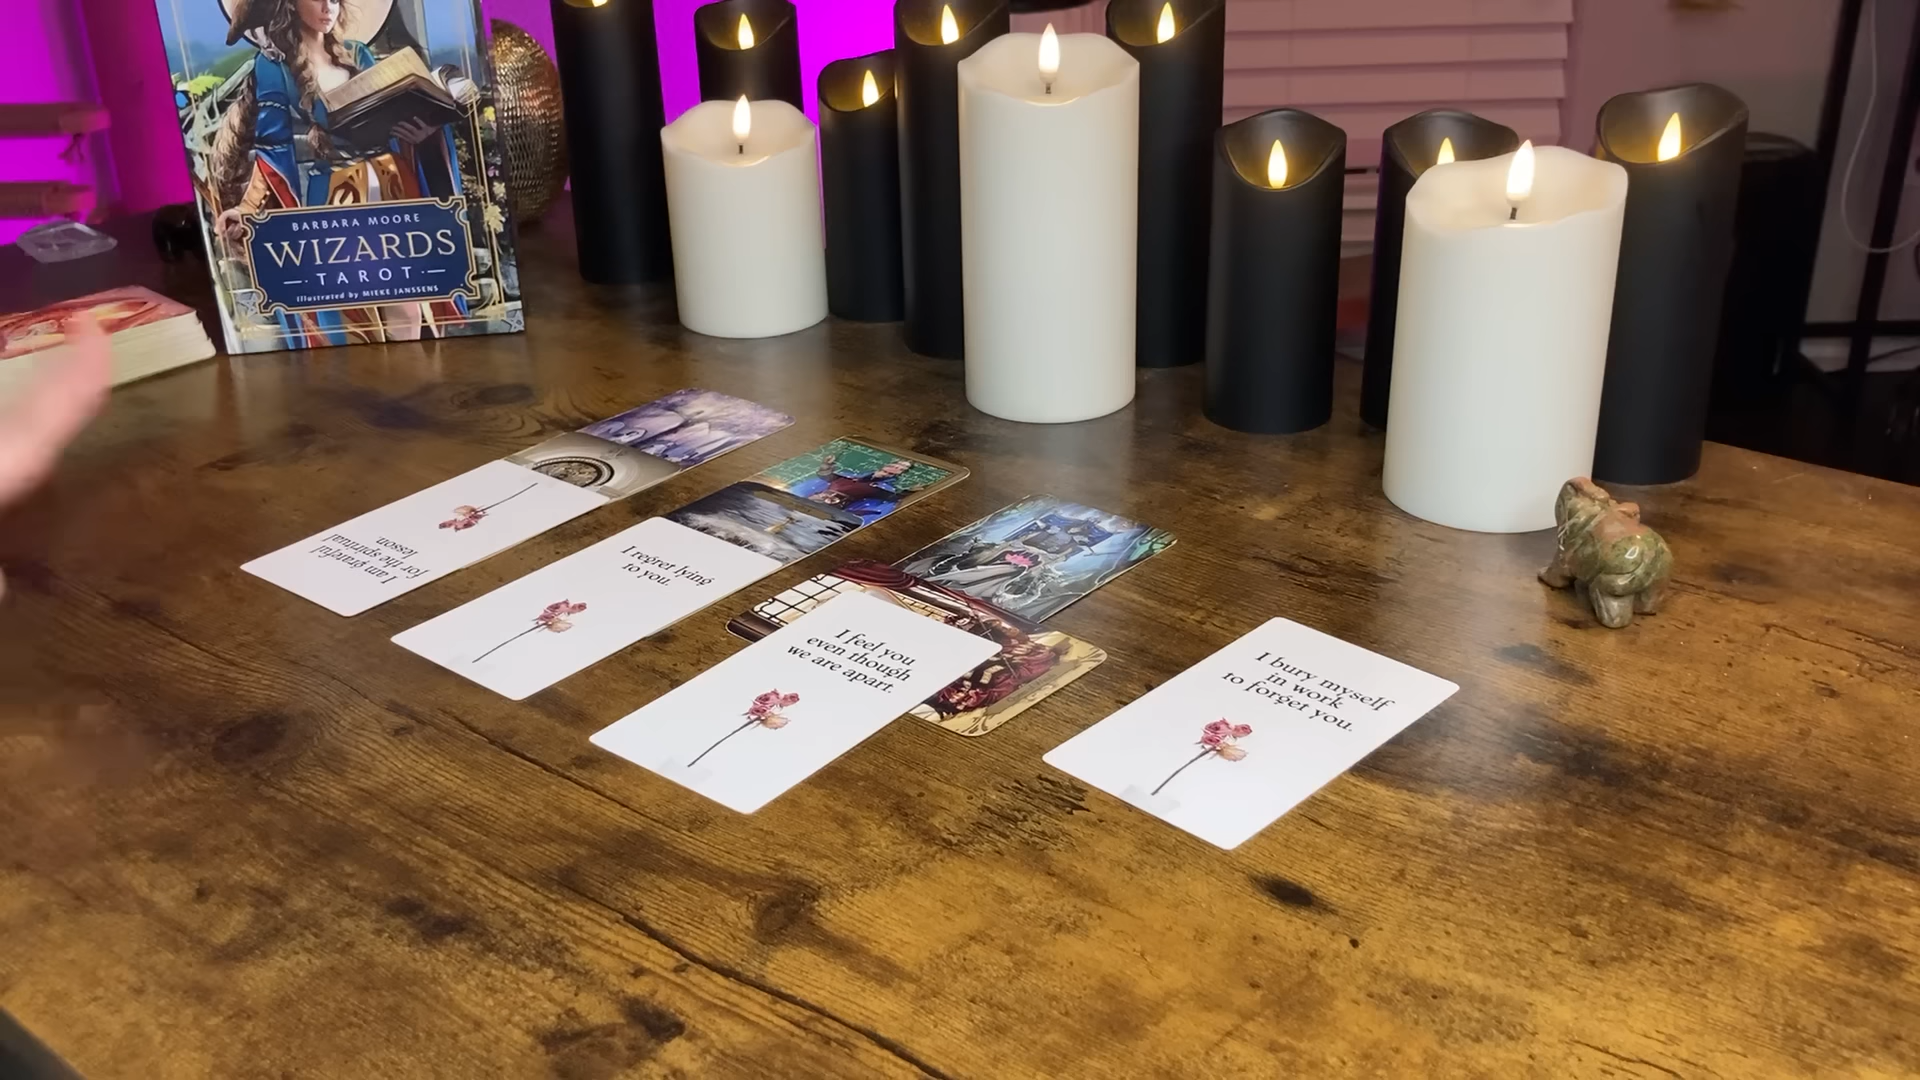 BARBARA MOORE
WIZARDS
TAROT
Illustrated by MIEKE JANSSENS
I am grateful
for the spiritual
lesson
I regret lying
to you.
I feel you
even though
we are apart.
I bury myself
in work
to forget you.